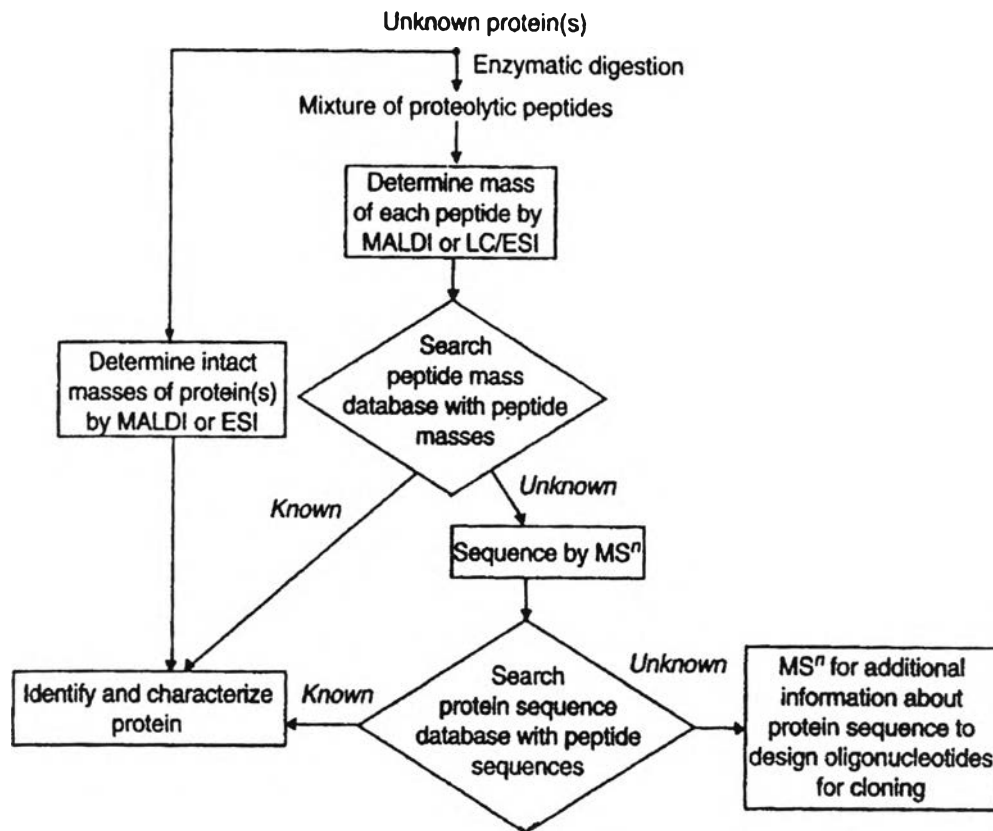 Unknown protein(s)
Enzymatic digestion
Mixture of proteolytic peptides
Determine mass
of each peptide by
MALDI or LC/ESI
Search
peptide mass
database with peptide
masses
Determine intact
masses of protein(s)
by MALDI or ESI
Known
Unknown
Sequence by MSⁿ
Identify and characterize
protein
Known
Search
protein sequence
database with peptide
sequences
Unknown
MSⁿ for additional
information about
protein sequence to
design oligonucleotides
for cloning